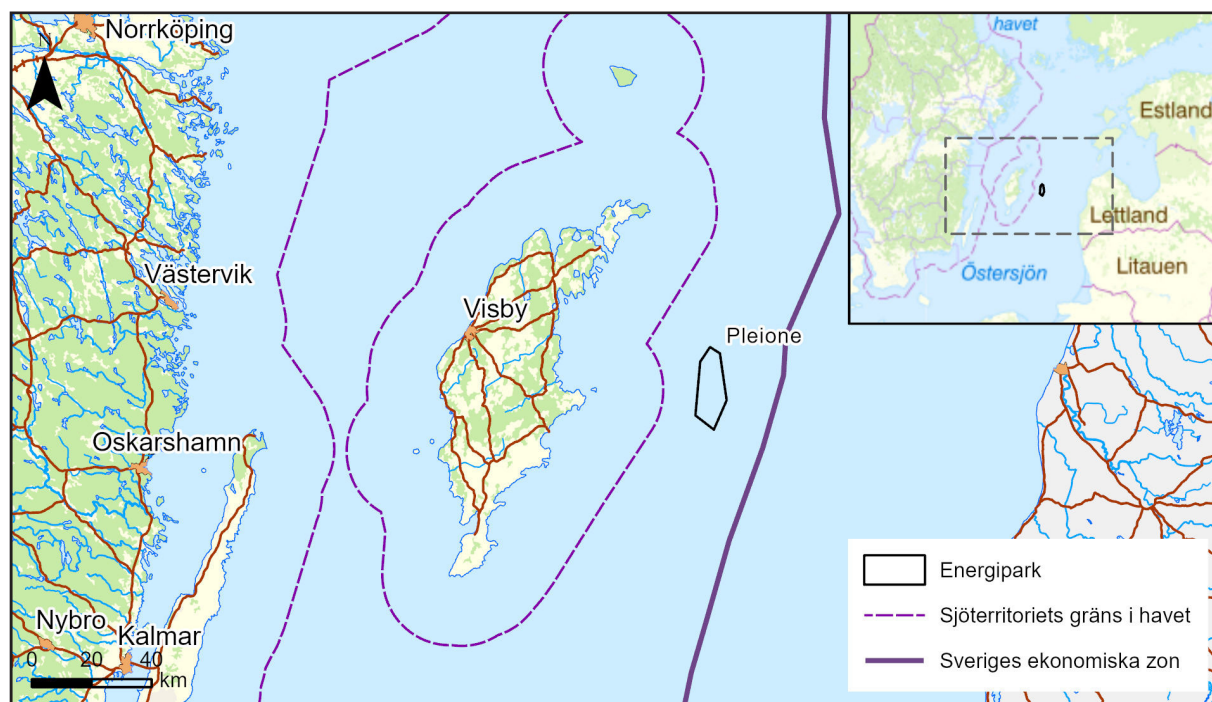 Norrköping
N
Västervik
Visby
Pleione
Oskarshamn
Nybro
Kalmar
0 20 40
km
havet
Estland
Lettland
Östersjön
Litauen
Energipark
Sjöterritoriets gräns i havet
Sveriges ekonomiska zon